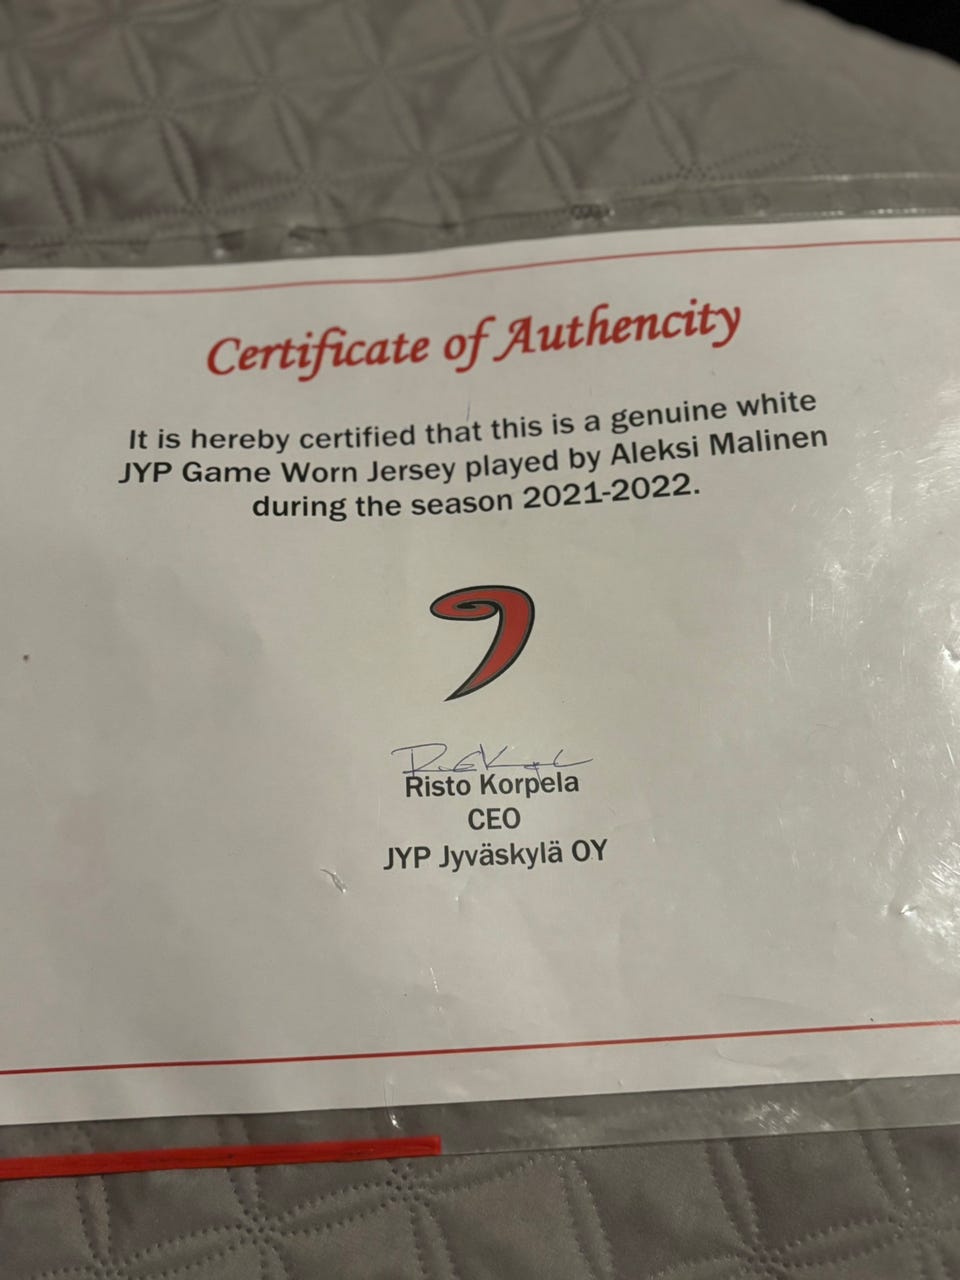 Certificate of Authencity
It is hereby certified that this is a genuine white
JYP Game Worn Jersey played by Aleksi Malinen
during the season 2021-2022.
Risto Korpela
CEO
JYP Jyväskylä OY